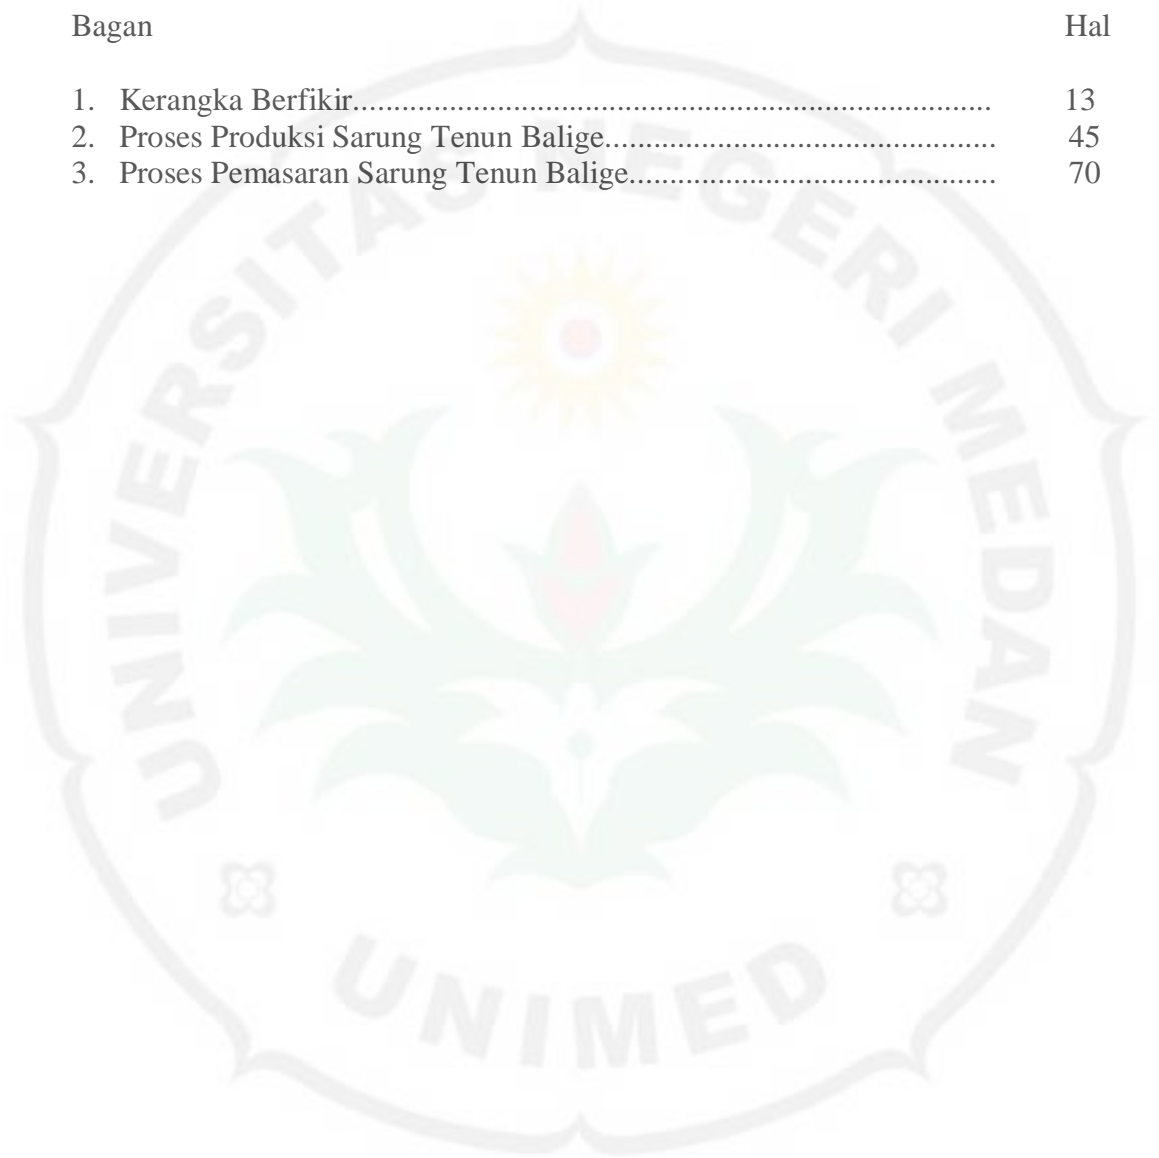 Bagan Hal
1. Kerangka Berfikir............................................................................. 13
2. Proses Produksi Sarung Tenun Balige............................................... 45
3. Proses Pemasaran Sarung Tenun Balige............................................ 70
UNIVERSITAS NEGERI MEDAN
UNIMED